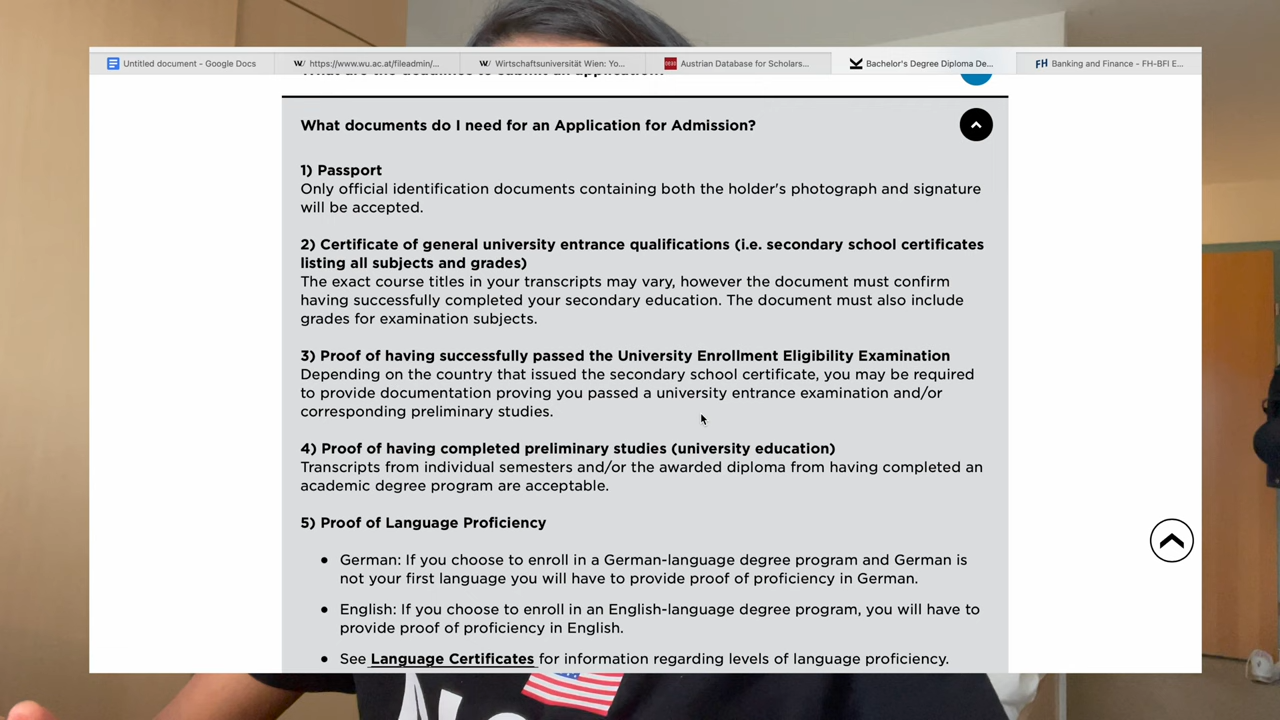 Untitled document - Google Docs
https://www.wu.ac.at/fileadmin/...
Wirtschaftsuniversität Wien: Yo...
Austrian Database for Scholars...
Bachelor's Degree Diploma De...
FH Banking and Finance - FH-BFI E...
What are the deadlines to submit an application?
What documents do I need for an Application for Admission?
1) Passport
Only official identification documents containing both the holder's photograph and signature
will be accepted.
2) Certificate of general university entrance qualifications (i.e. secondary school certificates
listing all subjects and grades)
The exact course titles in your transcripts may vary, however the document must confirm
having successfully completed your secondary education. The document must also include
grades for examination subjects.
3) Proof of having successfully passed the University Enrollment Eligibility Examination
Depending on the country that issued the secondary school certificate, you may be required
to provide documentation proving you passed a university entrance examination and/or
corresponding preliminary studies.
4) Proof of having completed preliminary studies (university education)
Transcripts from individual semesters and/or the awarded diploma from having completed an
academic degree program are acceptable.
5) Proof of Language Proficiency
• German: If you choose to enroll in a German-language degree program and German is
not your first language you will have to provide proof of proficiency in German.
• English: If you choose to enroll in an English-language degree program, you will have to
provide proof of proficiency in English.
• See Language Certificates for information regarding levels of language proficiency.